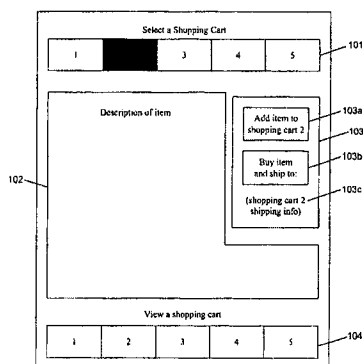 Select a Shopping Cart
1 3 4 5
101
Description of item
103a
Add item to
shopping cart 2
103
103b
Buy item
and ship to:
102
103c
(shopping cart 2
shipping info)
View a shopping cart
1 2 3 4 5
104